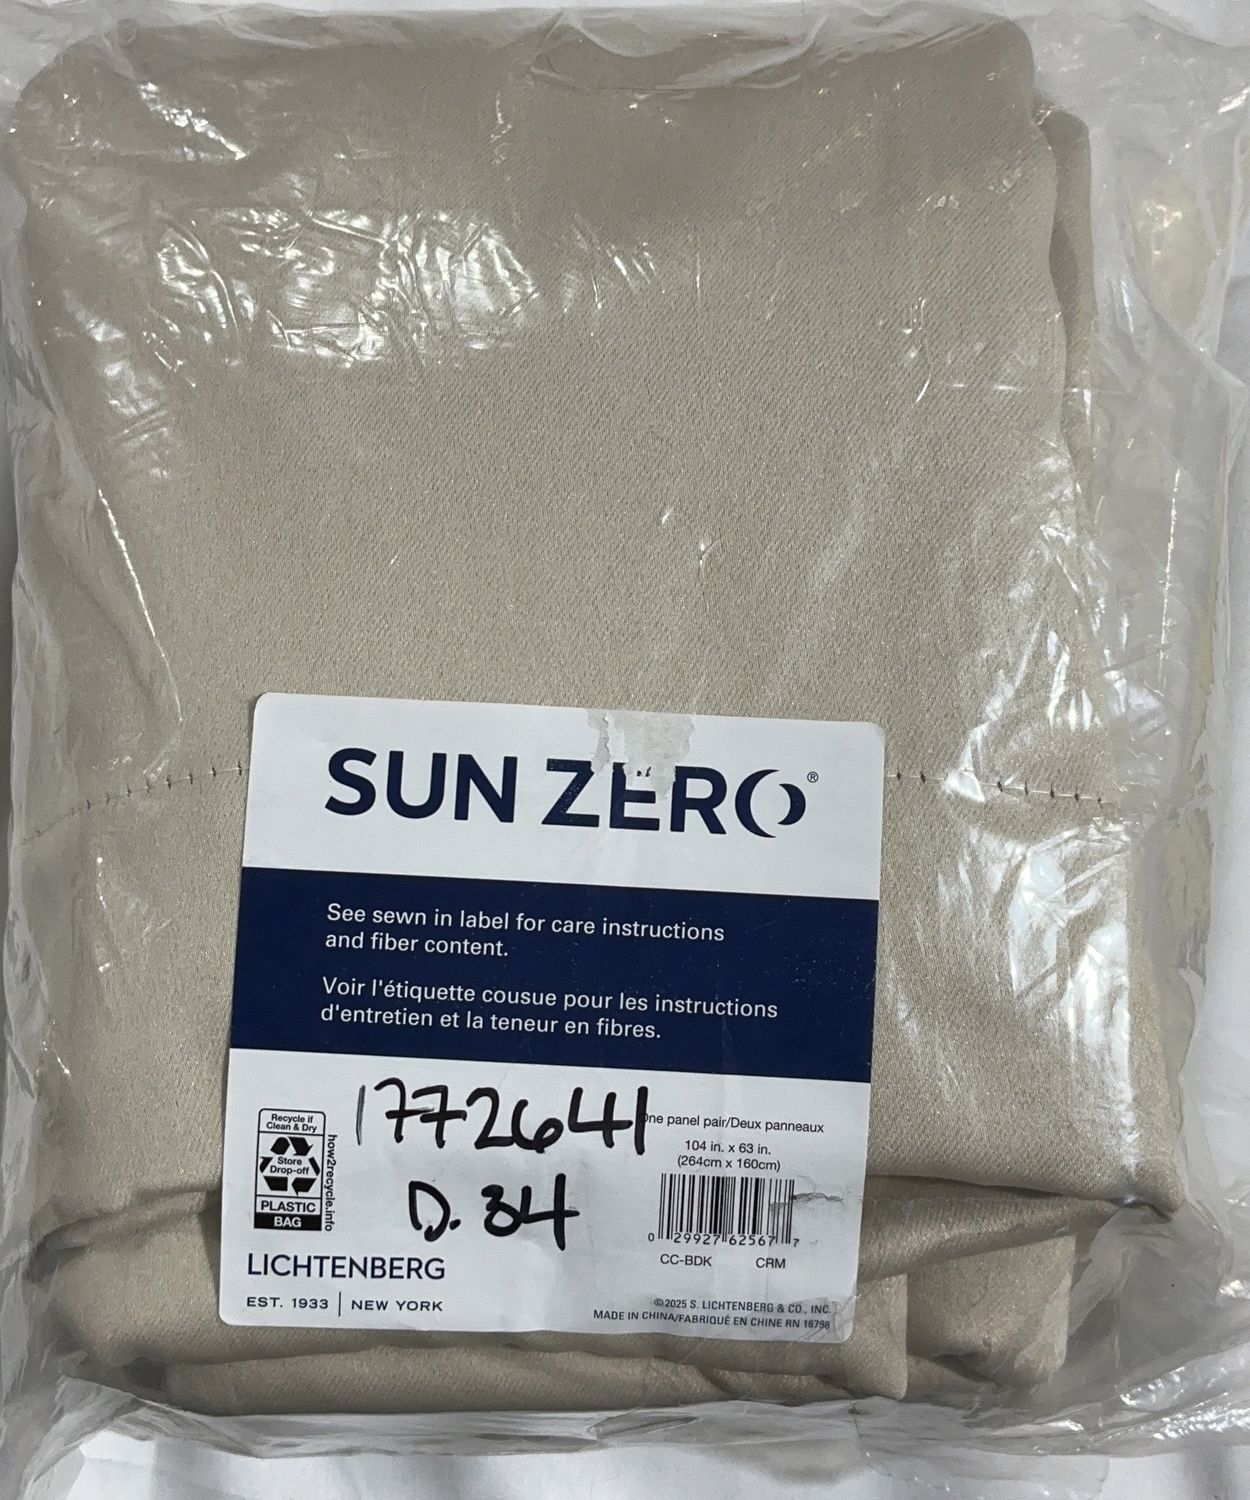 SUN ZERO®
See sewn in label for care instructions
and fiber content.
Voir l'étiquette cousue pour les instructions
d'entretien et la teneur en fibres.
1772641
D. 34
Recycle if
Clean & Dry
Store
Drop-off
PLASTIC
BAG
how2recycle.info
One panel pair/Deux panneaux
104 in. x 63 in.
(264cm x 160cm)
0 29927 62567 7
CC-BDK CRM
LICHTENBERG
EST. 1933 | NEW YORK
©2025 S. LICHTENBERG & CO., INC.
MADE IN CHINA/FABRIQUÉ EN CHINE RN 16798